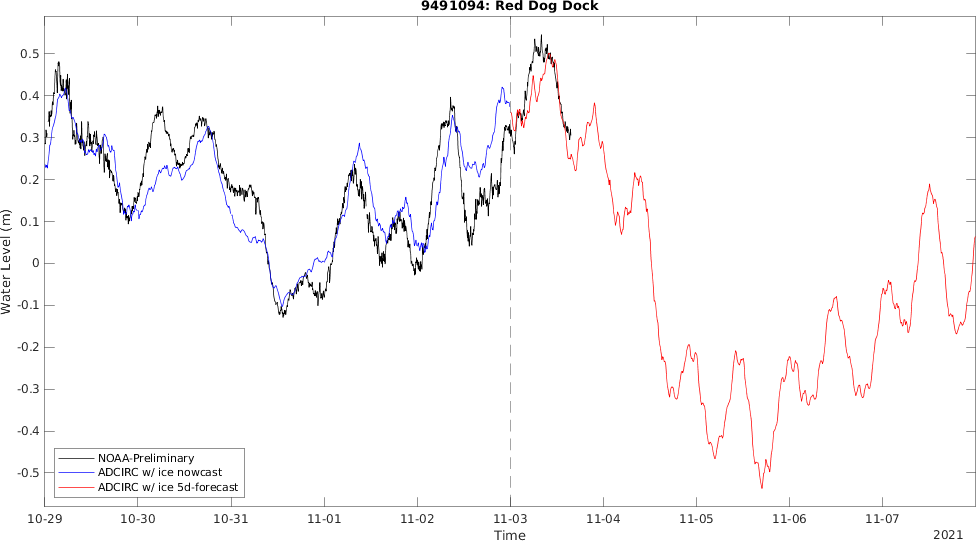 9491094: Red Dog Dock
0.5
0.4
0.3
0.2
0.1
0
-0.1
-0.2
-0.3
-0.4
-0.5
Water Level (m)
NOAA-Preliminary
ADCIRC w/ ice nowcast
ADCIRC w/ ice 5d-forecast
10-29 10-30 10-31 11-01 11-02 11-03 11-04 11-05 11-06 11-07
Time
2021